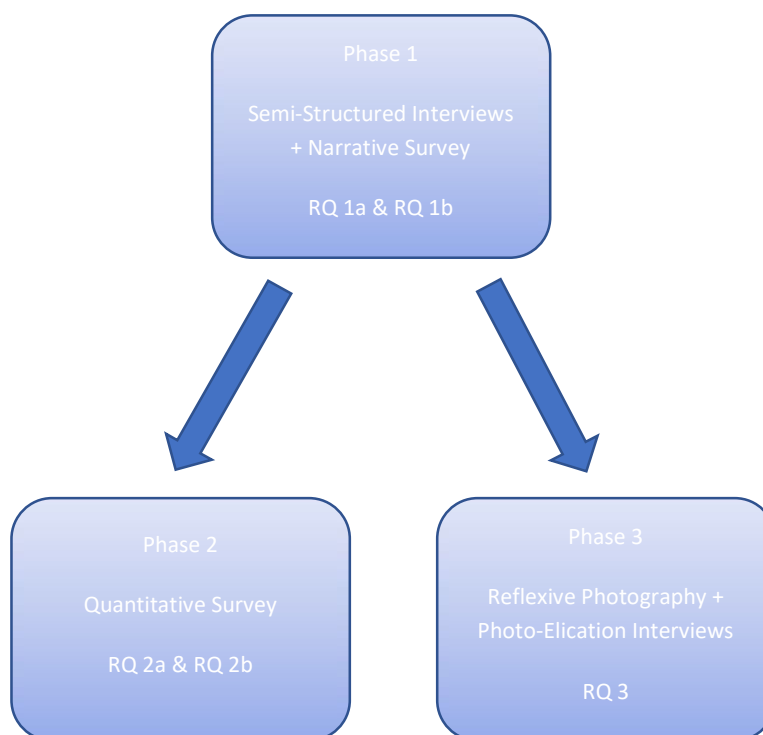 Phase 1
Semi-Structured Interviews
+ Narrative Survey
RQ 1a & RQ 1b
Phase 2
Quantitative Survey
RQ 2a & RQ 2b
Phase 3
Reflexive Photography +
Photo-Elication Interviews
RQ 3